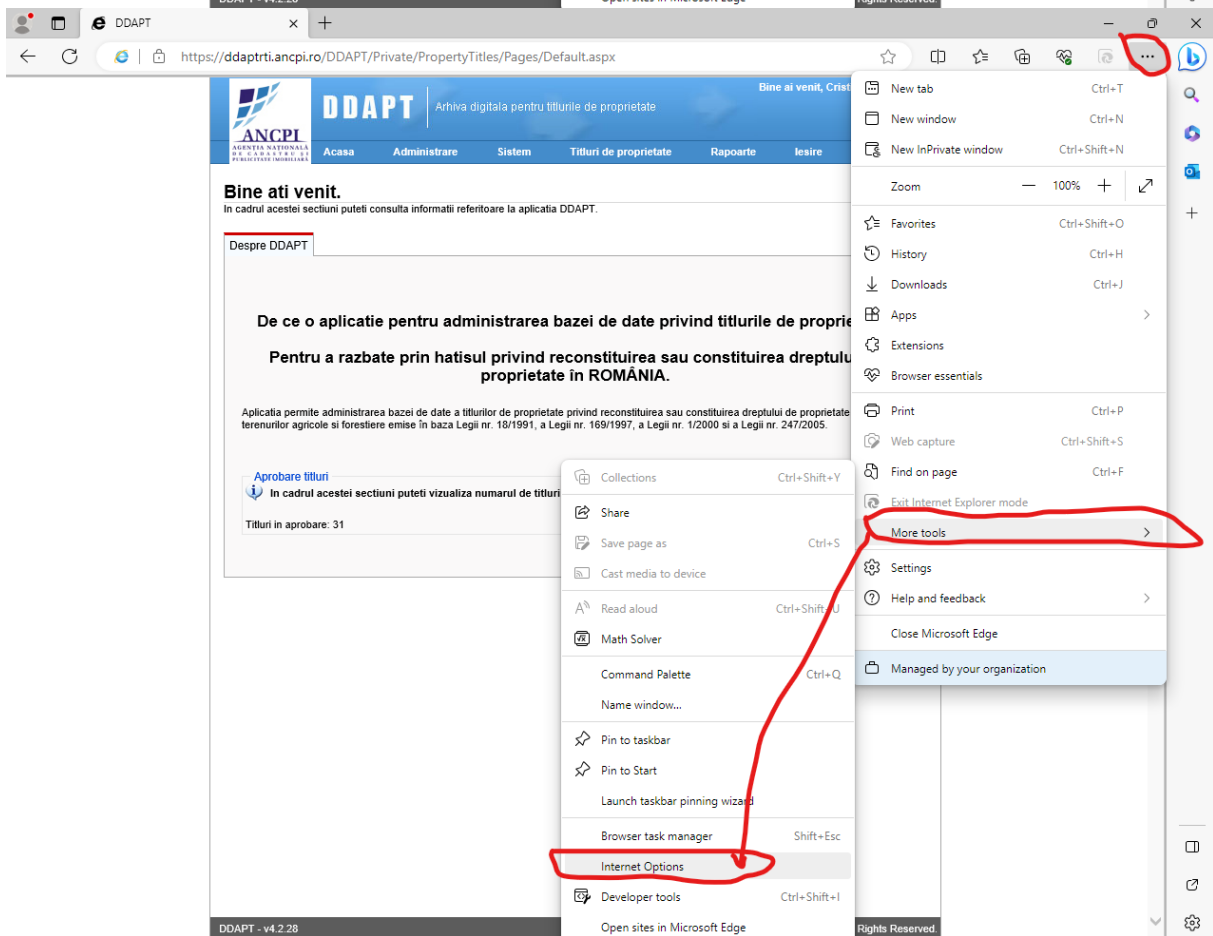 DDAPT - v4.2.28
Open sites in Microsoft Edge
Rights Reserved.
DDAPT
https://ddaptrti.ancpi.ro/DDAPT/Private/PropertyTitles/Pages/Default.aspx
ANCPI
AGENȚIA NAȚIONALĂ
DE CADASTRU ȘI
PUBLICITATE IMOBILIARĂ
DDAPT
Arhiva digitala pentru titlurile de proprietate
Bine ai venit, Crist
Acasa Administrare Sistem Titluri de proprietate Rapoarte Iesire
Bine ati venit.
In cadrul acestei sectiuni puteti consulta informatii referitoare la aplicatia DDAPT.
Despre DDAPT
De ce o aplicatie pentru administrarea bazei de date privind titlurile de proprie
Pentru a razbate prin hatisul privind reconstituirea sau constituirea dreptulu
proprietate în ROMÂNIA.
Aplicatia permite administrarea bazei de date a titlurilor de proprietate privind reconstituirea sau constituirea dreptului de proprietate
terenurilor agricole si forestiere emise în baza Legii nr. 18/1991, a Legii nr. 169/1997, a Legii nr. 1/2000 si a Legii nr. 247/2005.
Aprobare titluri
In cadrul acestei sectiuni puteti vizualiza numarul de titluri
Titluri in aprobare: 31
New tab Ctrl+T
New window Ctrl+N
New InPrivate window Ctrl+Shift+N
Zoom — 100% +
Favorites Ctrl+Shift+O
History Ctrl+H
Downloads Ctrl+J
Apps
Extensions
Browser essentials
Print Ctrl+P
Web capture Ctrl+Shift+S
Find on page Ctrl+F
Exit Internet Explorer mode
More tools
Settings
Help and feedback
Close Microsoft Edge
Managed by your organization
Collections Ctrl+Shift+Y
Share
Save page as Ctrl+S
Cast media to device
Read aloud Ctrl+Shift+U
Math Solver
Command Palette Ctrl+Q
Name window...
Pin to taskbar
Pin to Start
Launch taskbar pinning wizard
Browser task manager Shift+Esc
Internet Options
Developer tools Ctrl+Shift+I
Open sites in Microsoft Edge
DDAPT - v4.2.28
Rights Reserved.